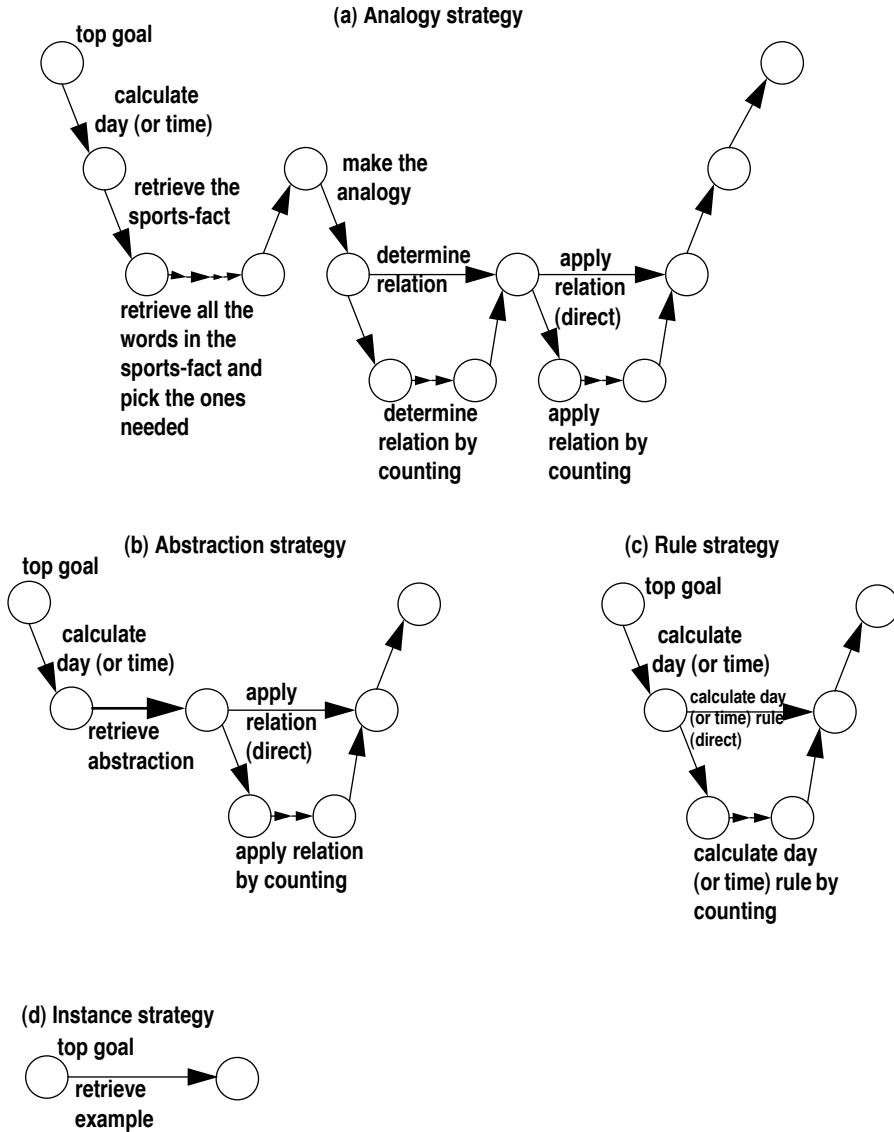 (a) Analogy strategy
top goal
calculate
day (or time)
retrieve the
sports-fact
make the
analogy
determine
relation
apply
relation
(direct)
retrieve all the
words in the
sports-fact and
pick the ones
needed
determine
relation by
counting
apply
relation by
counting
(b) Abstraction strategy
top goal
calculate
day (or time)
retrieve
abstraction
apply
relation
(direct)
apply relation
by counting
(c) Rule strategy
top goal
calculate
day (or time)
calculate day
(or time) rule
(direct)
calculate day
(or time) rule by
counting
(d) Instance strategy
top goal
retrieve
example